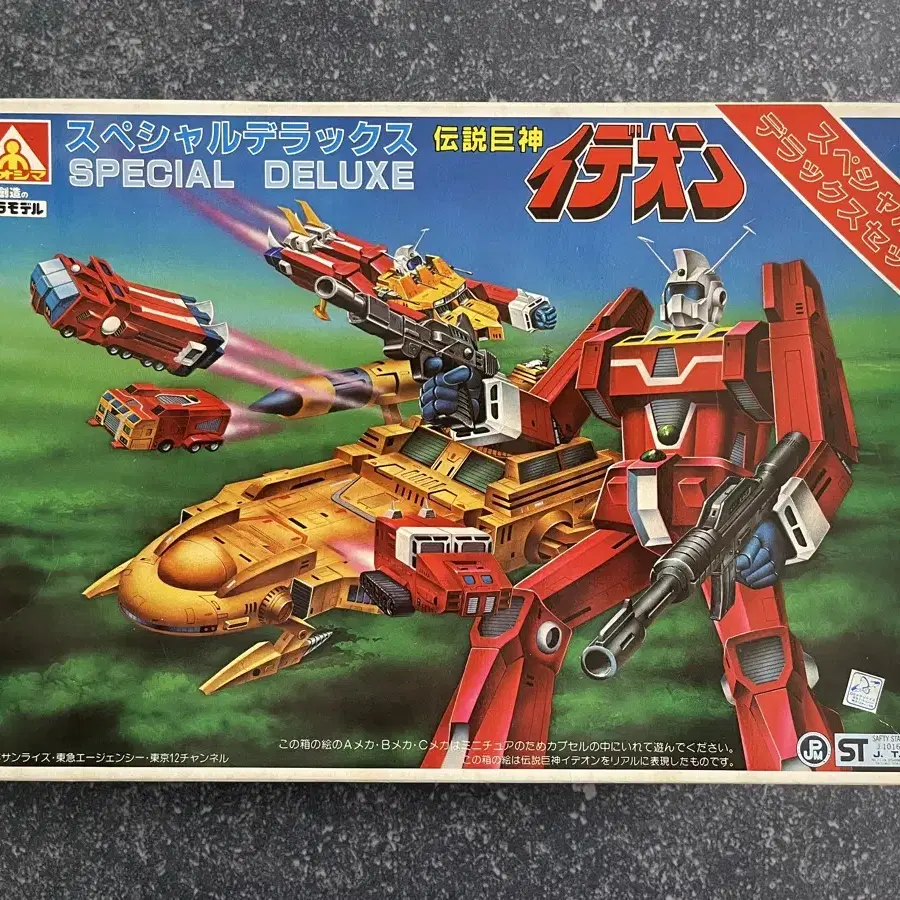 オシマ
創造の
ラモデル
スペシャルデラックス
SPECIAL DELUXE
伝説巨神
イデオン
スペシャル
デラックスセッ
この箱の絵のAメカ・Bメカ・Cメカはミニチュアのためカプセルの中にいれて遊んでください。
この箱の絵は伝説巨神イデオンをリアルに表現したものです。
サンライズ・東急エージェンシー・東京12チャンネル
JPM
ST
SAFTY STA
J1016
J. T.